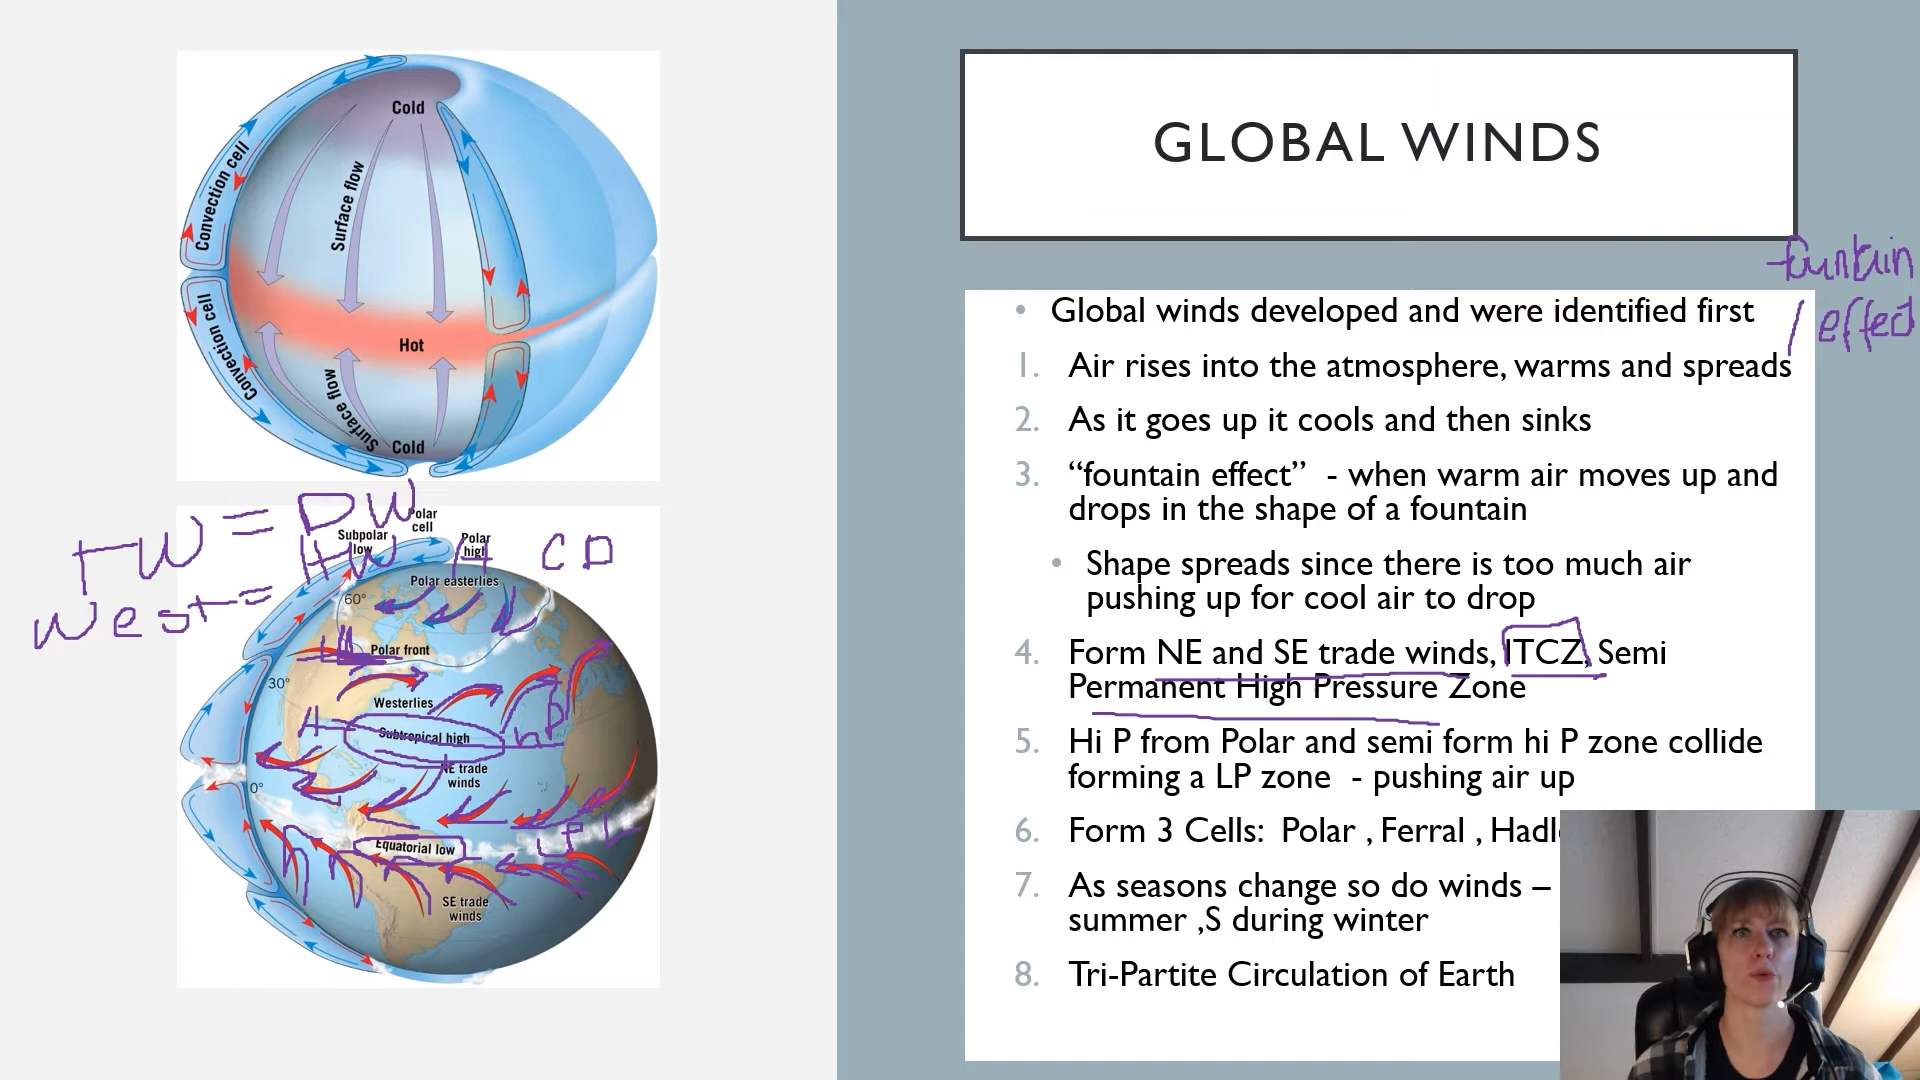 Cold
Convection cell
Surface flow
Hot
Convection cell
Surface flow
Cold
TW = DW
HW H CD
West =
Polar cell
Subpolar low
Polar high
Polar easterlies
60°
Polar front
30°
Westerlies
H
Subtropical high
hp
NE trade winds
0°
Equatorial low
LP L
SE trade winds
GLOBAL WINDS
fountain
effect
• Global winds developed and were identified first
1. Air rises into the atmosphere, warms and spreads
2. As it goes up it cools and then sinks
3. “fountain effect” - when warm air moves up and
drops in the shape of a fountain
• Shape spreads since there is too much air
pushing up for cool air to drop
4. Form NE and SE trade winds, ITCZ, Semi
Permanent High Pressure Zone
5. Hi P from Polar and semi form hi P zone collide
forming a LP zone - pushing air up
6. Form 3 Cells: Polar , Ferral , Hadl
7. As seasons change so do winds –
summer ,S during winter
8. Tri-Partite Circulation of Earth